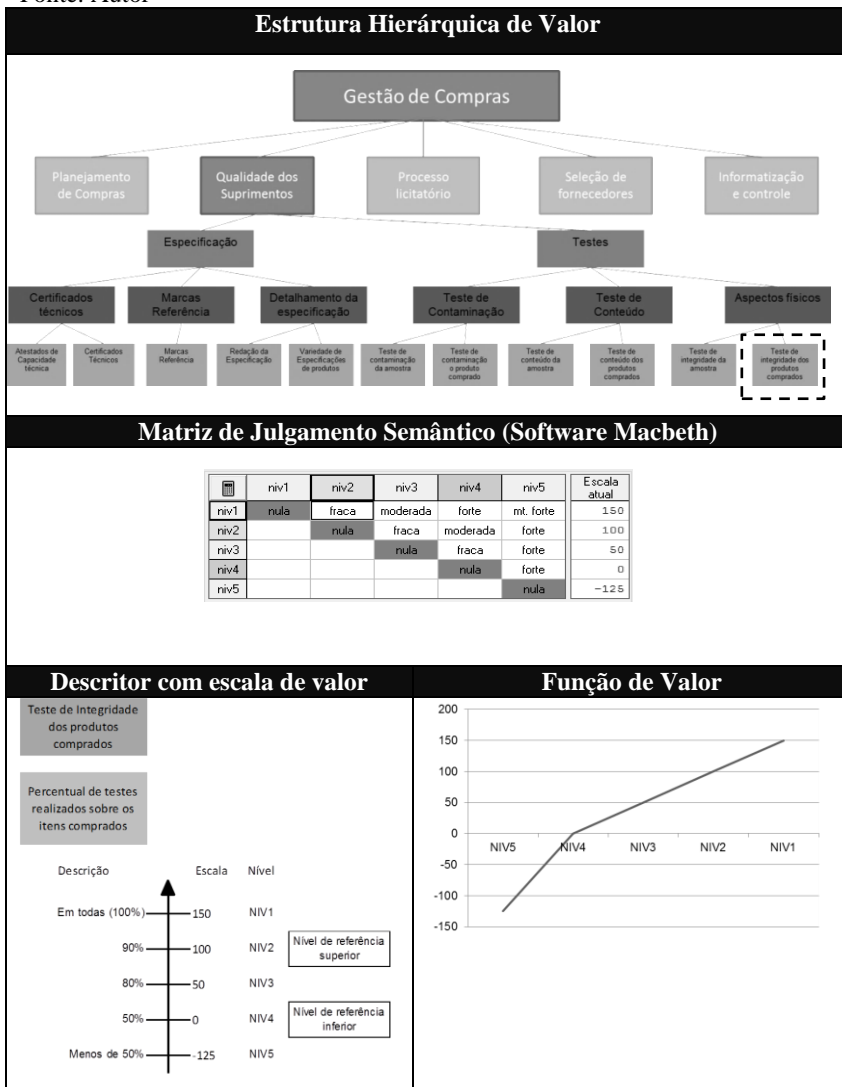 Fonte: Autor
Estrutura Hierárquica de Valor
Gestão de Compras
Planejamento
de Compras
Qualidade dos
Suprimentos
Processo
licitatório
Seleção de
fornecedores
Informatização
e controle
Especificação
Testes
Certificados
técnicos
Marcas
Referência
Detalhamento da
especificação
Teste de
Contaminação
Teste de
Conteúdo
Aspectos físicos
Atestados de
Capacidade
técnica
Certificados
Técnicos
Marcas
Referência
Redação da
Especificação
Variedade de
Especificações
de produtos
Teste de
contaminação
da amostra
Teste de
contaminação
o produto
comprado
Teste de
conteúdo da
amostra
Teste de
conteúdo dos
produtos
comprados
Teste de
integridade da
amostra
Teste de
integridade dos
produtos
comprados
Matriz de Julgamento Semântico (Software Macbeth)
niv1 niv2 niv3 niv4 niv5 Escala
atual
niv1 nula fraca moderada forte mt. forte 150
niv2 nula fraca moderada forte 100
niv3 nula fraca forte 50
niv4 nula forte 0
niv5 nula -125
Descritor com escala de valor
Teste de Integridade
dos produtos
comprados
Percentual de testes
realizados sobre os
itens comprados
Descrição Escala Nível
Em todas (100%) 150 NIV1
90% 100 NIV2 Nível de referência
superior
80% 50 NIV3
50% 0 NIV4 Nível de referência
inferior
Menos de 50% -125 NIV5
Função de Valor
200
150
100
50
0
-50
-100
-150
NIV5 NIV4 NIV3 NIV2 NIV1